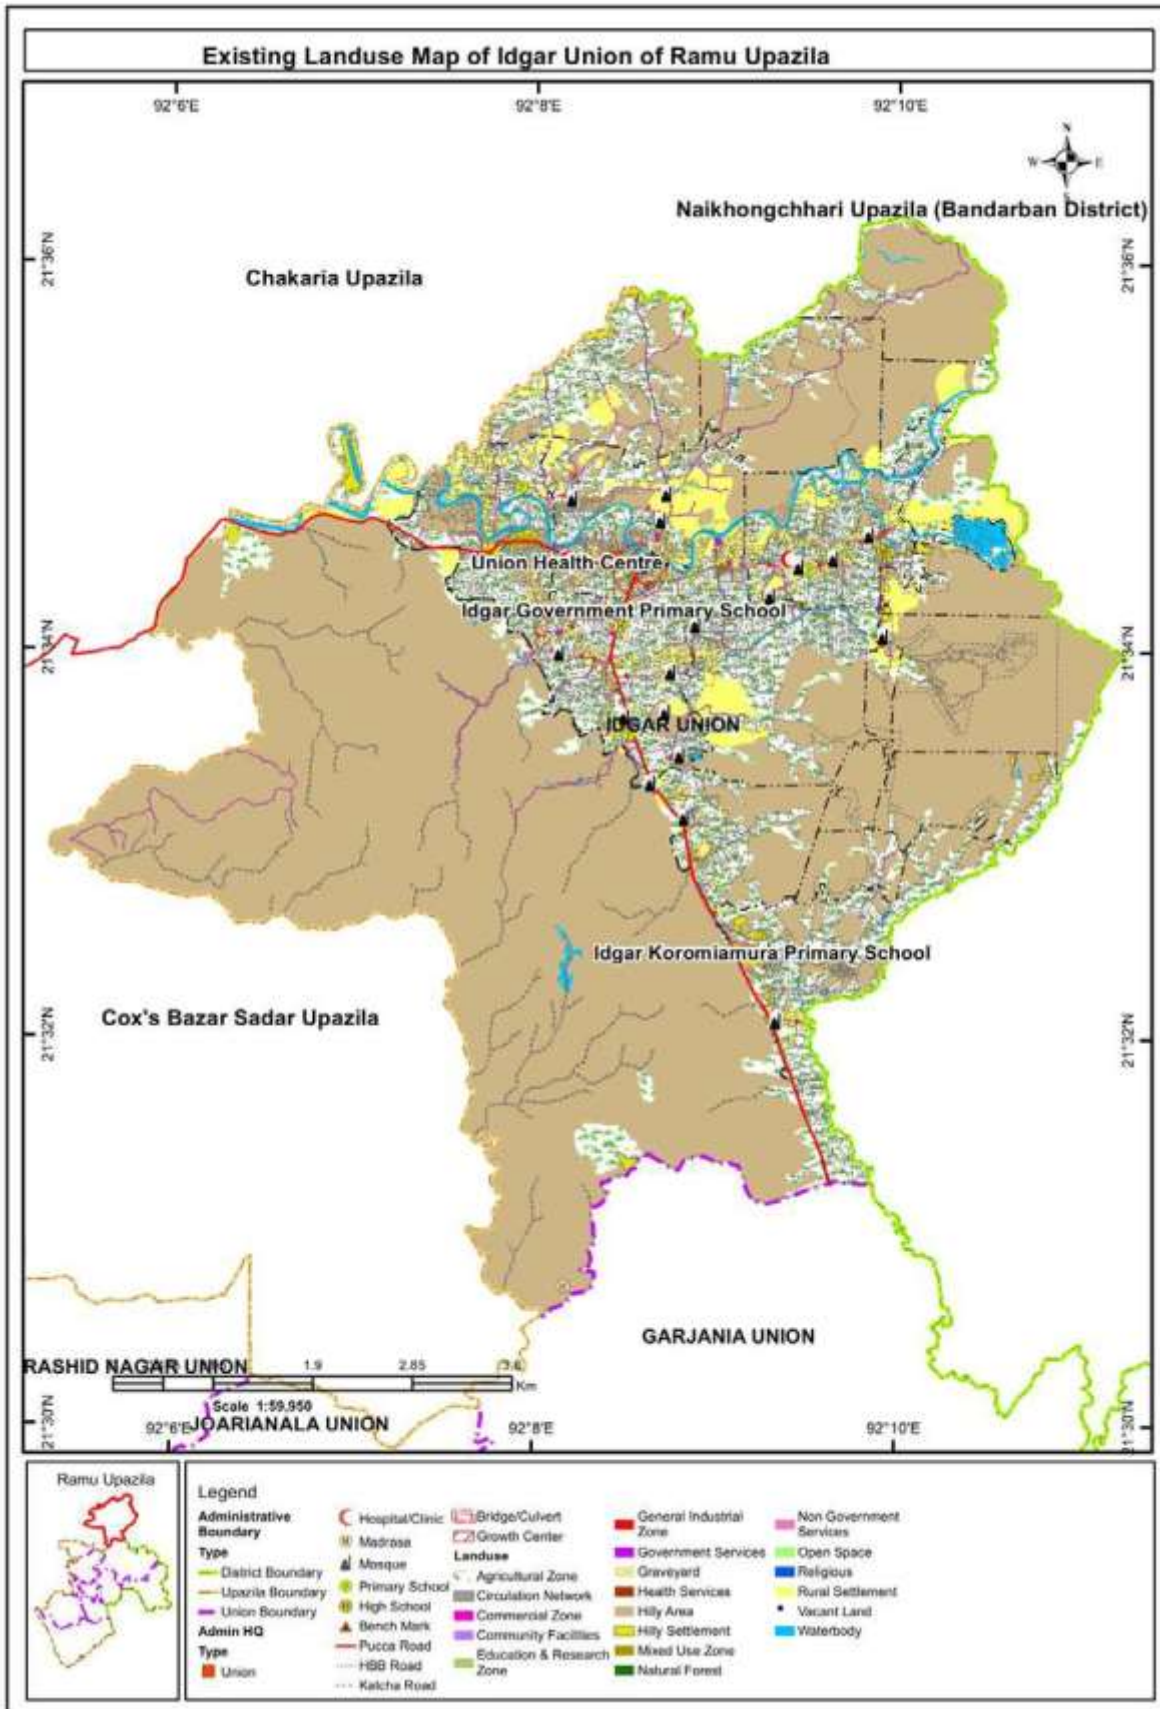 Existing Landuse Map of Idgar Union of Ramu Upazila
92°6'E
92°8'E
92°10'E
N
W
E
S
Naikhongchhari Upazila (Bandarban District)
21°36'N
21°36'N
Chakaria Upazila
Union Health Centre
Idgar Government Primary School
21°34'N
21°34'N
IDGAR UNION
Idgar Koromiamura Primary School
Cox's Bazar Sadar Upazila
21°32'N
21°32'N
GARJANIA UNION
RASHID NAGAR UNION
1.9
2.85
3.8
Km
Scale 1:59,950
JOARIANALA UNION
21°30'N
21°30'N
92°6'E
92°8'E
92°10'E
Ramu Upazila
Legend
Administrative
Boundary
Type
District Boundary
Upazila Boundary
Union Boundary
Admin HQ
Type
Union
Hospital/Clinic
Madrasa
Mosque
Primary School
High School
Bench Mark
Pucca Road
HBB Road
Katcha Road
Bridge/Culvert
Growth Center
Landuse
Agricultural Zone
Circulation Network
Commercial Zone
Community Facilities
Education & Research
Zone
General Industrial
Zone
Government Services
Graveyard
Health Services
Hilly Area
Hilly Settlement
Mixed Use Zone
Natural Forest
Non Government
Services
Open Space
Religious
Rural Settlement
Vacant Land
Waterbody